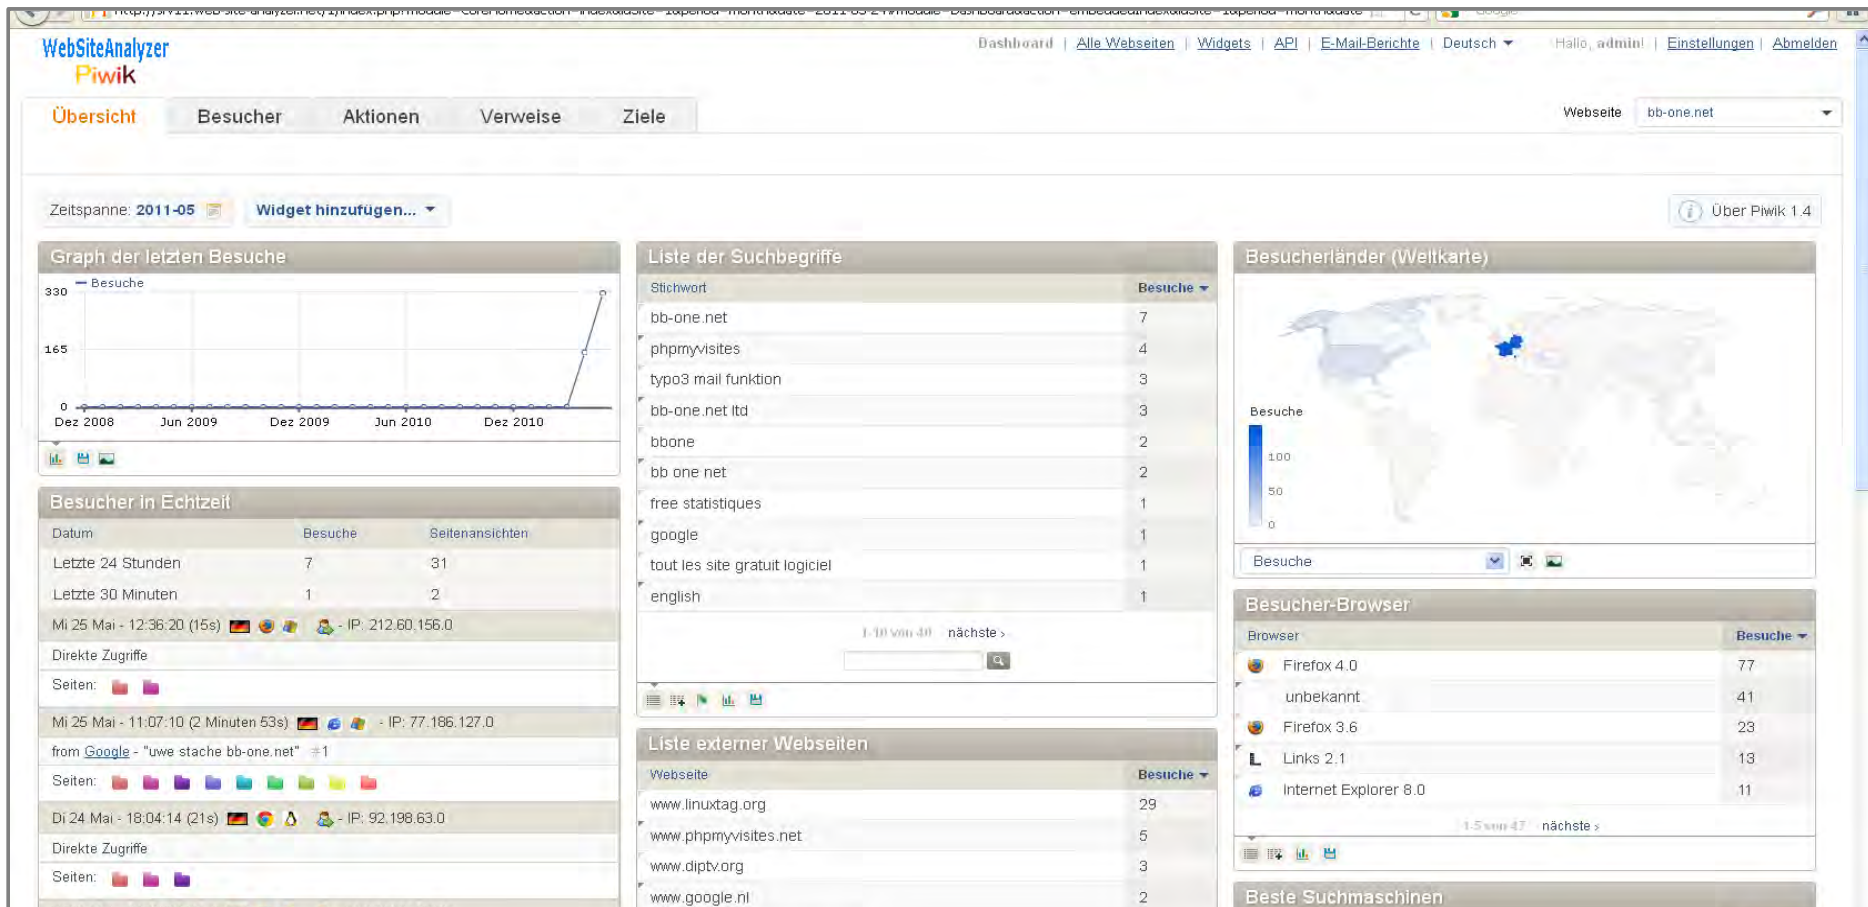 WebSiteAnalyzer
Piwik
Dashboard | Alle Webseiten | Widgets | API | E-Mail-Berichte | Deutsch
Hallo, admin! | Einstellungen | Abmelden
Übersicht Besucher Aktionen Verweise Ziele
Webseite bb-one.net
Zeitspanne: 2011-05
Widget hinzufügen...
Über Piwik 1.4
Graph der letzten Besuche
Besuche
330
165
0
Dez 2008 Jun 2009 Dez 2009 Jun 2010 Dez 2010
Besucher in Echtzeit
Datum Besuche Seitenansichten
Letzte 24 Stunden 7 31
Letzte 30 Minuten 1 2
Mi 25 Mai - 12:36:20 (15s) - IP: 212.60.156.0
Direkte Zugriffe
Seiten:
Mi 25 Mai - 11:07:10 (2 Minuten 53s) - IP: 77.186.127.0
from Google - "uwe stache bb-one.net" #1
Seiten:
Di 24 Mai - 18:04:14 (21s) - IP: 92.198.63.0
Direkte Zugriffe
Seiten:
Liste der Suchbegriffe
Stichwort Besuche
bb-one.net 7
phpmyvisites 4
typo3 mail funktion 3
bb-one.net ltd 3
bbone 2
bb one net 2
free statistiques 1
google 1
tout les site gratuit logiciel 1
english 1
1-10 von 40 nächste ›
Liste externer Webseiten
Webseite Besuche
www.linuxtag.org 29
www.phpmyvisites.net 5
www.diptv.org 3
www.google.nl 2
Besucherländer (Weltkarte)
Besuche
100
50
0
Besuche
Besucher-Browser
Browser Besuche
Firefox 4.0 77
unbekannt 41
Firefox 3.6 23
Links 2.1 13
Internet Explorer 8.0 11
1-5 von 47 nächste ›
Beste Suchmaschinen